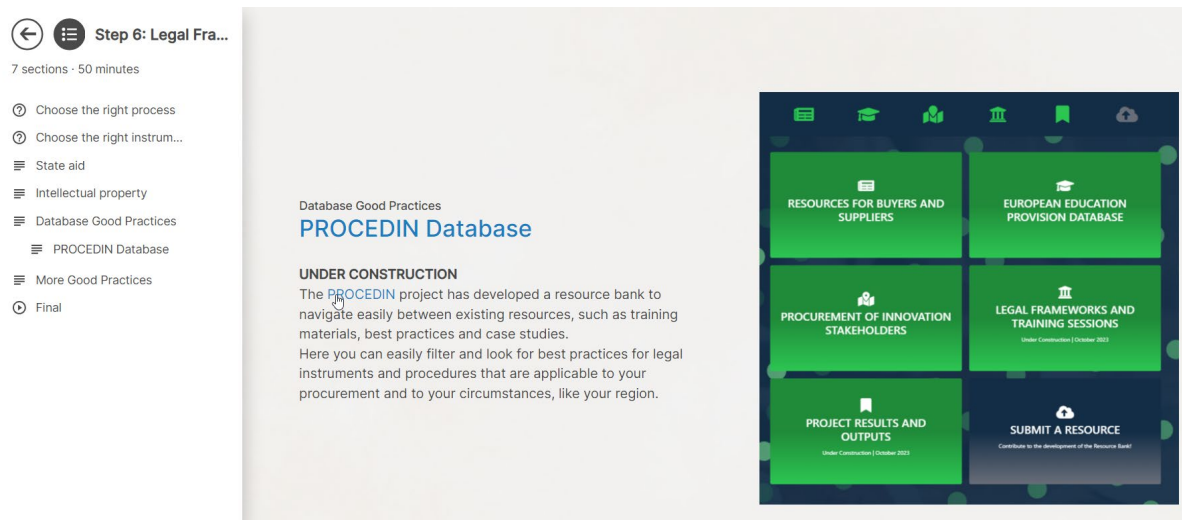 Step 6: Legal Fra...
7 sections · 50 minutes
Choose the right process
Choose the right instrum...
State aid
Intellectual property
Database Good Practices
PROCEDIN Database
More Good Practices
Final
Database Good Practices
PROCEDIN Database
UNDER CONSTRUCTION
The PROCEDIN project has developed a resource bank to
navigate easily between existing resources, such as training
materials, best practices and case studies.
Here you can easily filter and look for best practices for legal
instruments and procedures that are applicable to your
procurement and to your circumstances, like your region.
RESOURCES FOR BUYERS AND
SUPPLIERS
EUROPEAN EDUCATION
PROVISION DATABASE
PROCUREMENT OF INNOVATION
STAKEHOLDERS
LEGAL FRAMEWORKS AND
TRAINING SESSIONS
Under Construction | October 2023
PROJECT RESULTS AND
OUTPUTS
Under Construction | October 2023
SUBMIT A RESOURCE
Contribute to the development of the Resource Bank!